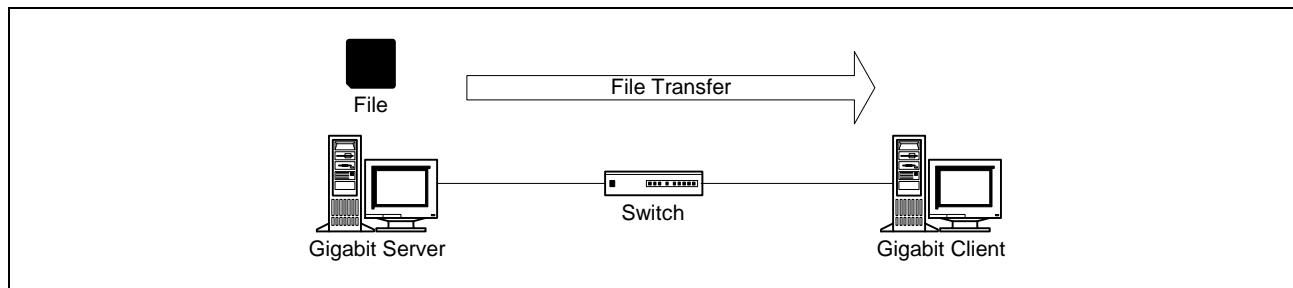 File Transfer
File
Switch
Gigabit Server
Gigabit Client